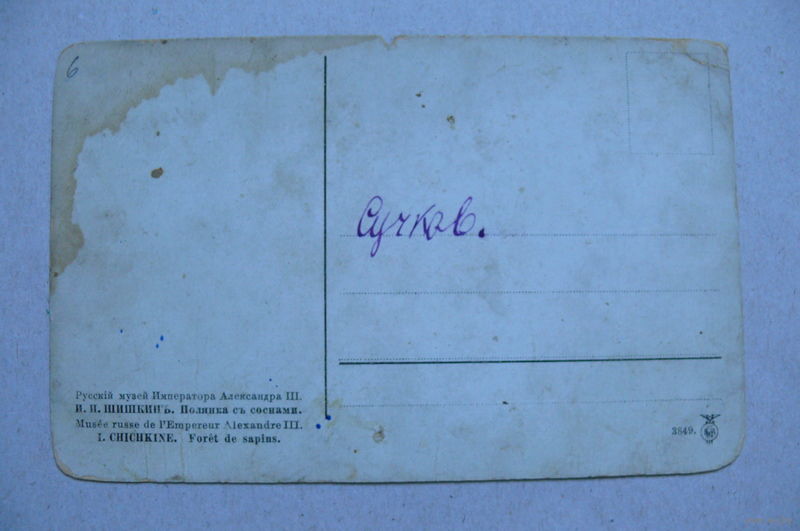 6
Сучков.
Русскій музей Императора Александра III.
И. И. ШИШКИНЪ. Полянка съ соснами.
Musée russe de l'Empereur Alexandre III.
I. CHICHKINE. Forêt de sapins.
3849.